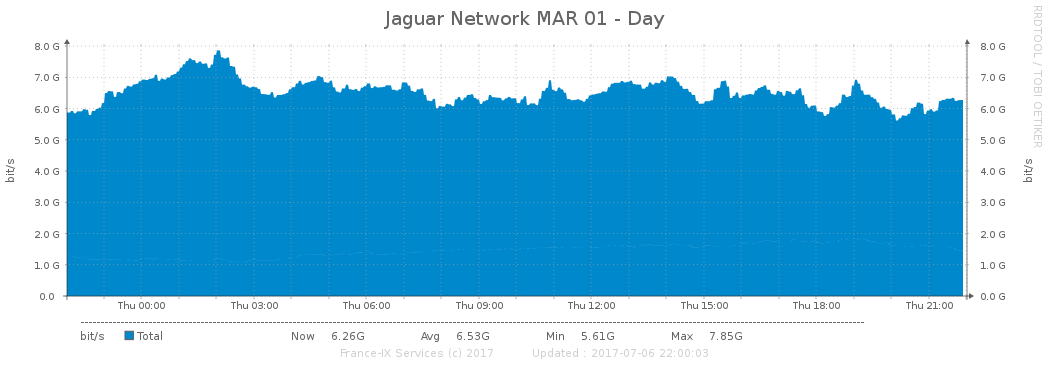 Jaguar Network MAR 01 - Day
RRDTOOL / TOBI OETIKER
bit/s
8.0 G 8.0 G
7.0 G 7.0 G
6.0 G 6.0 G
5.0 G 5.0 G
4.0 G 4.0 G
3.0 G 3.0 G
2.0 G 2.0 G
1.0 G 1.0 G
0.0 0.0 G
bit/s
Thu 00:00 Thu 03:00 Thu 06:00 Thu 09:00 Thu 12:00 Thu 15:00 Thu 18:00 Thu 21:00
bit/s Total Now 6.26G Avg 6.53G Min 5.61G Max 7.85G
France-IX Services (c) 2017 Updated : 2017-07-06 22:00:03